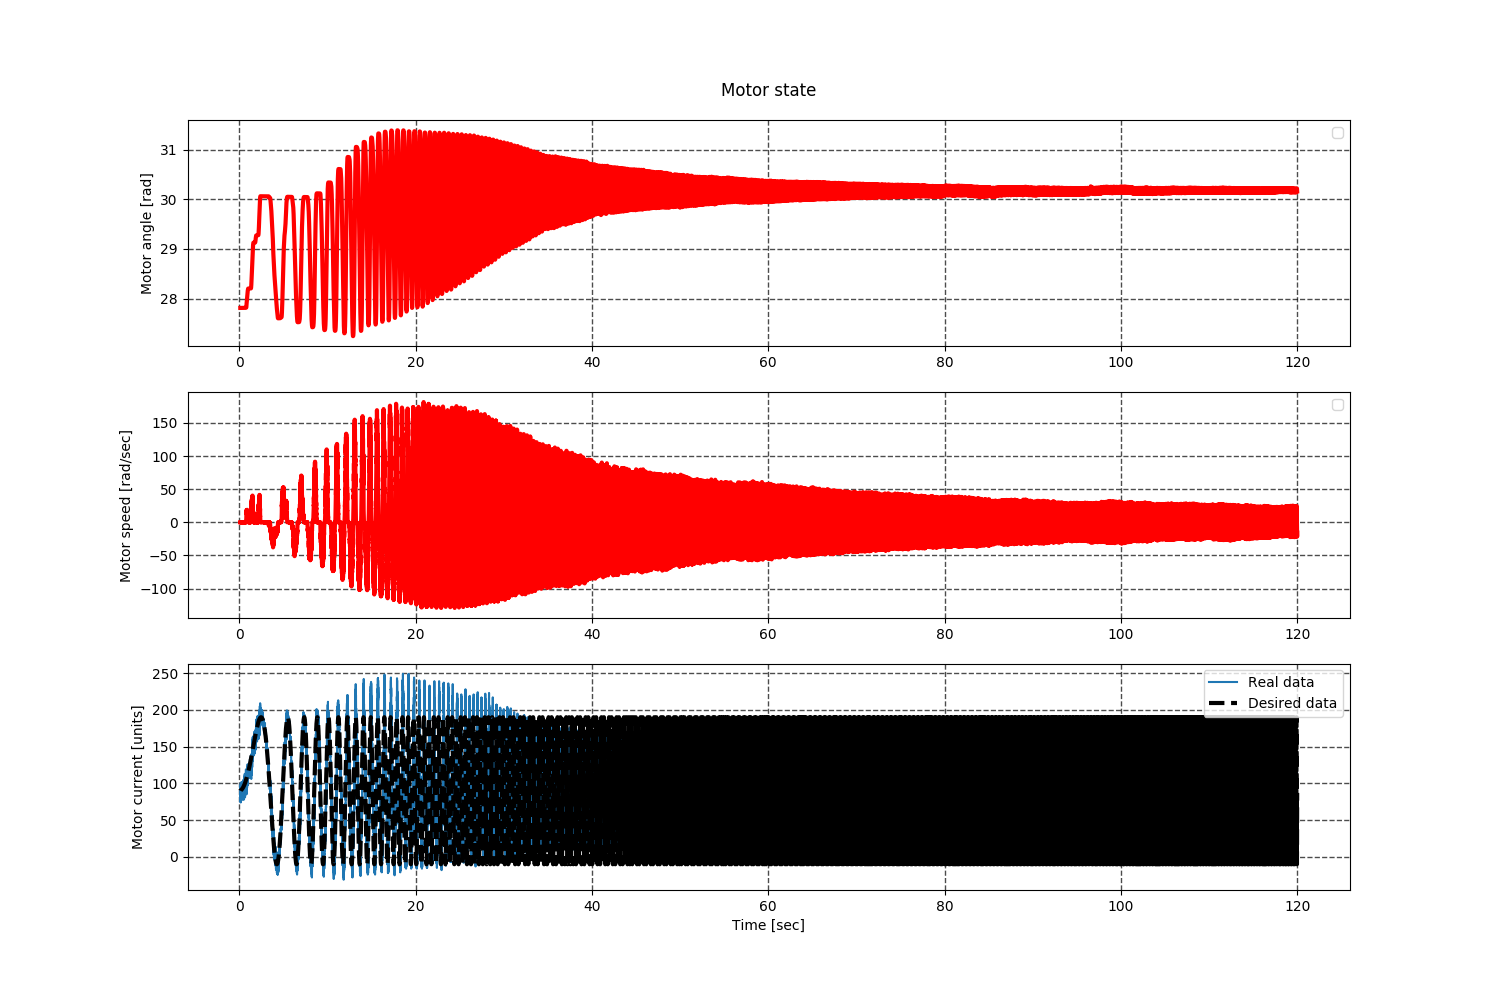 Motor state
Motor angle [rad]
31
30
29
28
0 20 40 60 80 100 120
Motor speed [rad/sec]
150
100
50
0
−50
−100
0 20 40 60 80 100 120
Motor current [units]
250
200
150
100
50
0
Real data
Desired data
0 20 40 60 80 100 120
Time [sec]